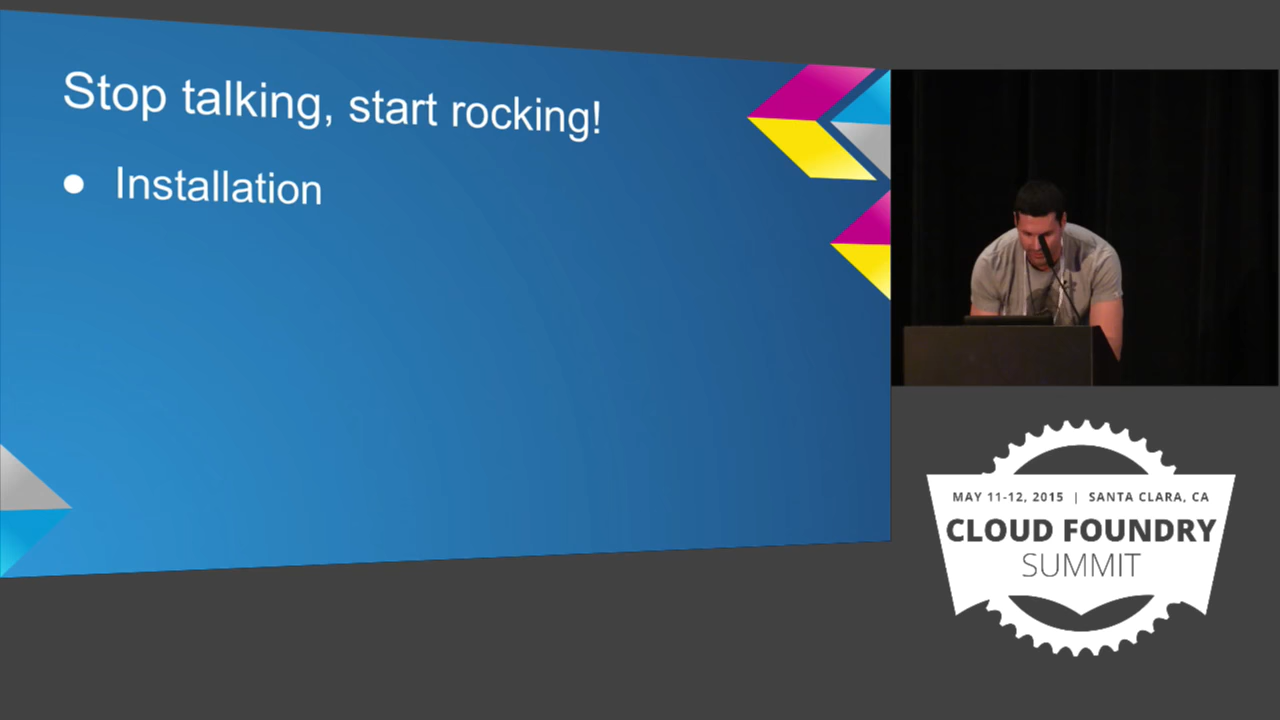 Stop talking, start rocking!
● Installation
MAY 11-12, 2015 | SANTA CLARA, CA
CLOUD FOUNDRY
SUMMIT